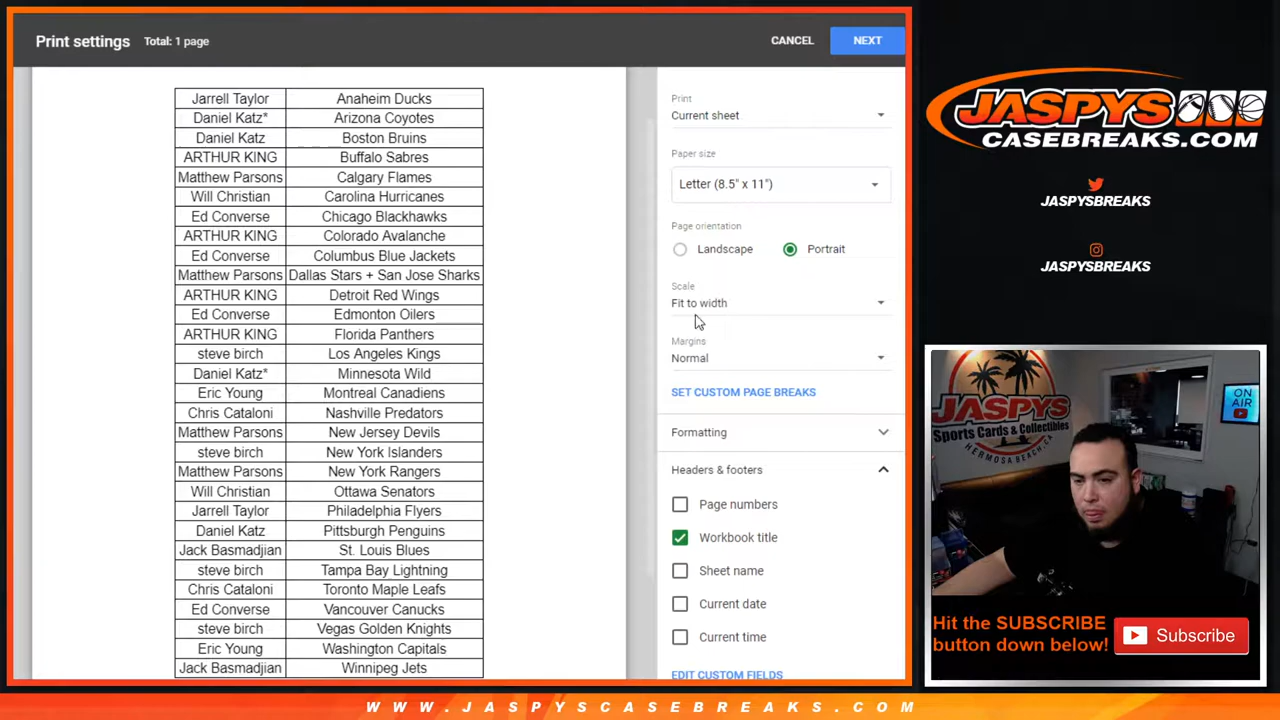 Print settings Total: 1 page CANCEL NEXT
Jarrell Taylor Anaheim Ducks
Daniel Katz* Arizona Coyotes
Daniel Katz Boston Bruins
ARTHUR KING Buffalo Sabres
Matthew Parsons Calgary Flames
Will Christian Carolina Hurricanes
Ed Converse Chicago Blackhawks
ARTHUR KING Colorado Avalanche
Ed Converse Columbus Blue Jackets
Matthew Parsons Dallas Stars + San Jose Sharks
ARTHUR KING Detroit Red Wings
Ed Converse Edmonton Oilers
ARTHUR KING Florida Panthers
steve birch Los Angeles Kings
Daniel Katz* Minnesota Wild
Eric Young Montreal Canadiens
Chris Cataloni Nashville Predators
Matthew Parsons New Jersey Devils
steve birch New York Islanders
Matthew Parsons New York Rangers
Will Christian Ottawa Senators
Jarrell Taylor Philadelphia Flyers
Daniel Katz Pittsburgh Penguins
Jack Basmadjian St. Louis Blues
steve birch Tampa Bay Lightning
Chris Cataloni Toronto Maple Leafs
Ed Converse Vancouver Canucks
steve birch Vegas Golden Knights
Eric Young Washington Capitals
Jack Basmadjian Winnipeg Jets
Print
Current sheet
Paper size
Letter (8.5" x 11")
Page orientation
Landscape Portrait
Scale
Fit to width
Margins
Normal
SET CUSTOM PAGE BREAKS
Formatting
Headers & footers
Page numbers
Workbook title
Sheet name
Current date
Current time
EDIT CUSTOM FIELDS
JASPYS
CASEBREAKS.COM
JASPYSBREAKS
JASPYSBREAKS
JASPYS
Sports Cards & Collectibles
HERMOSA BEACH, CA
ON
AIR
Hit the SUBSCRIBE
button down below!
Subscribe
WWW.JASPYSCASEBREAKS.COM